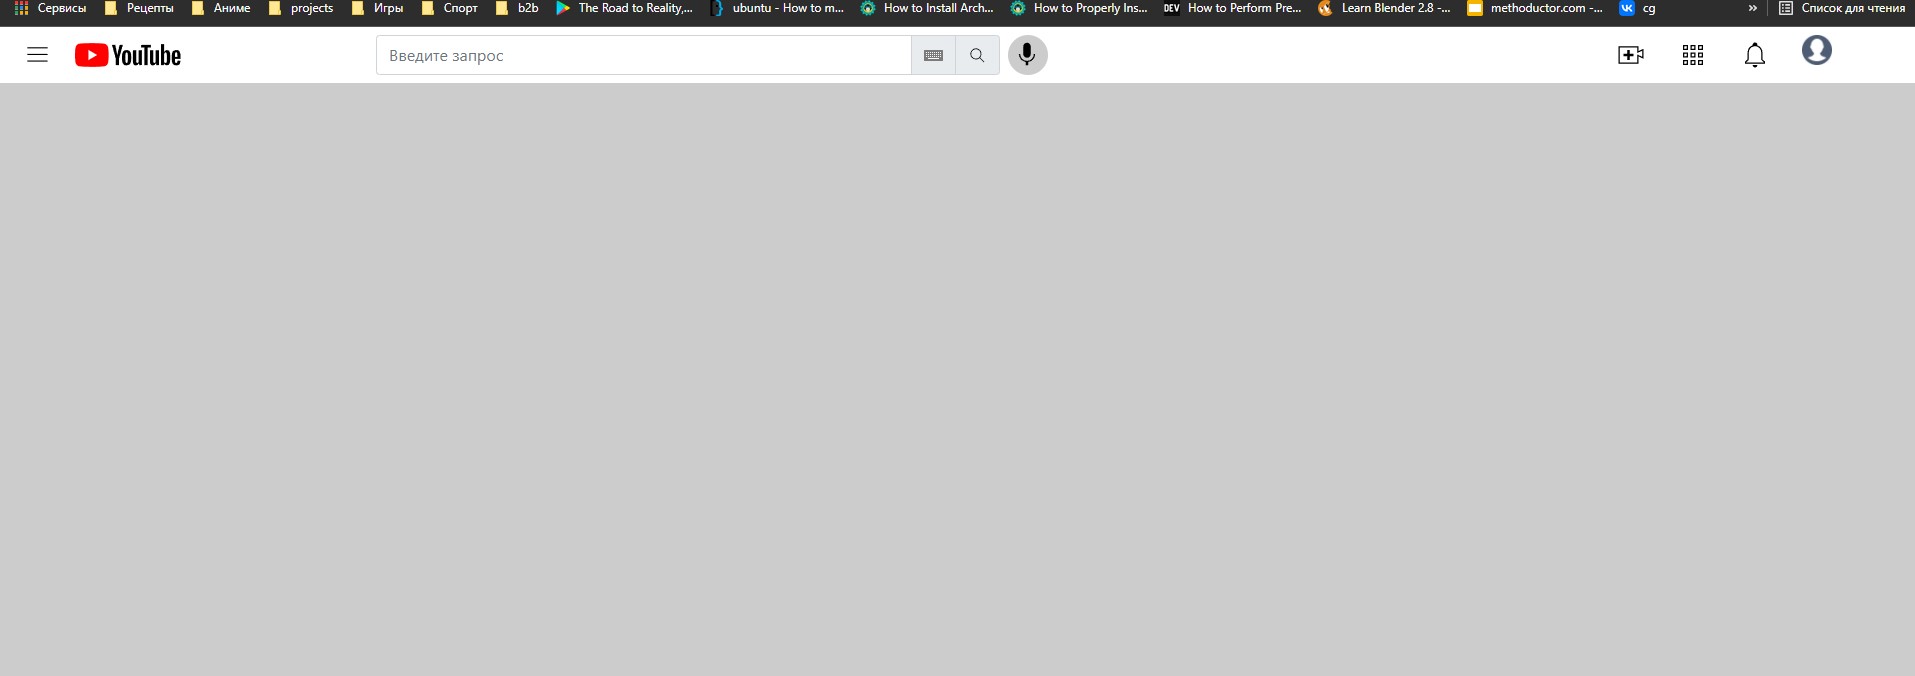 Сервисы Рецепты Аниме projects Игры Спорт b2b The Road to Reality,... ubuntu - How to m... How to Install Arch... How to Properly Ins... DEV How to Perform Pre... Learn Blender 2.8 -... methoductor.com -... cg » Список для чтения
YouTube Введите запрос